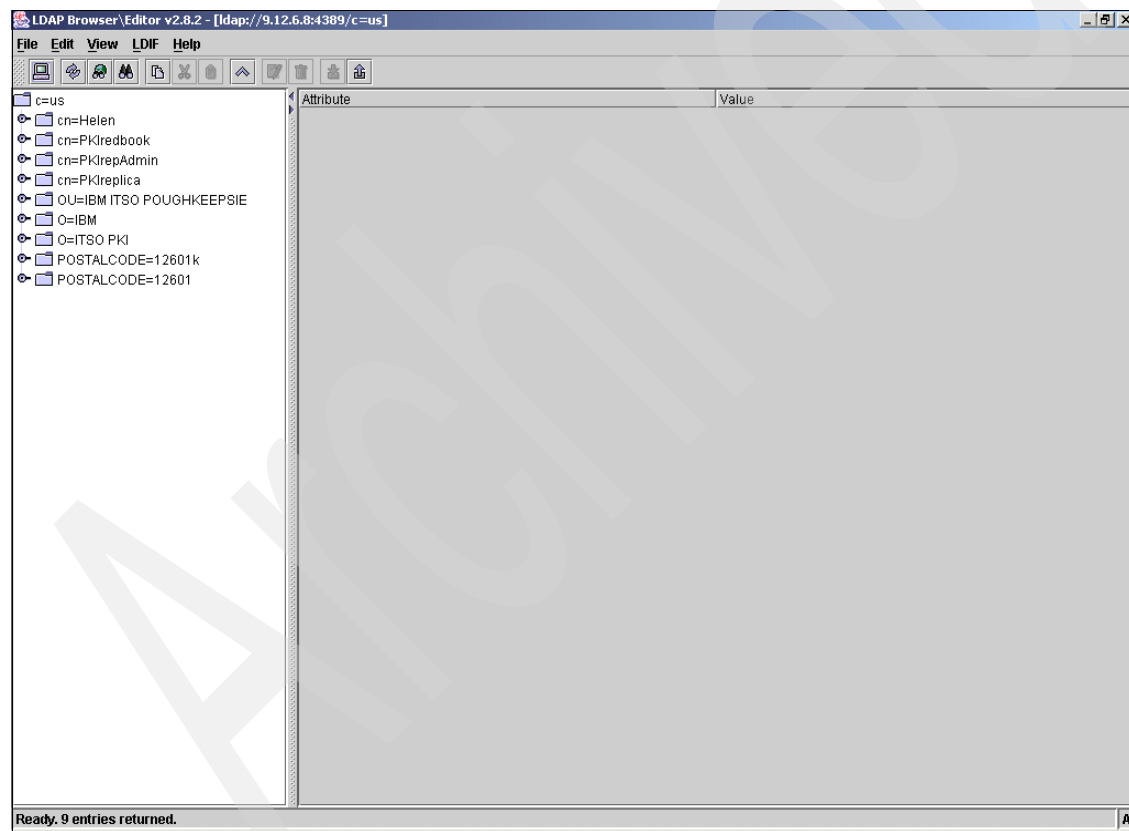 LDAP Browser\Editor v2.8.2 - [ldap://9.12.6.8:4389/c=us]
File Edit View LDIF Help
c=us
Attribute Value
cn=Helen
cn=PKIredbook
cn=PKIrepAdmin
cn=PKIreplica
OU=IBM ITSO POUGHKEEPSIE
O=IBM
O=ITSO PKI
POSTALCODE=12601k
POSTALCODE=12601
Ready. 9 entries returned.
A
Archived